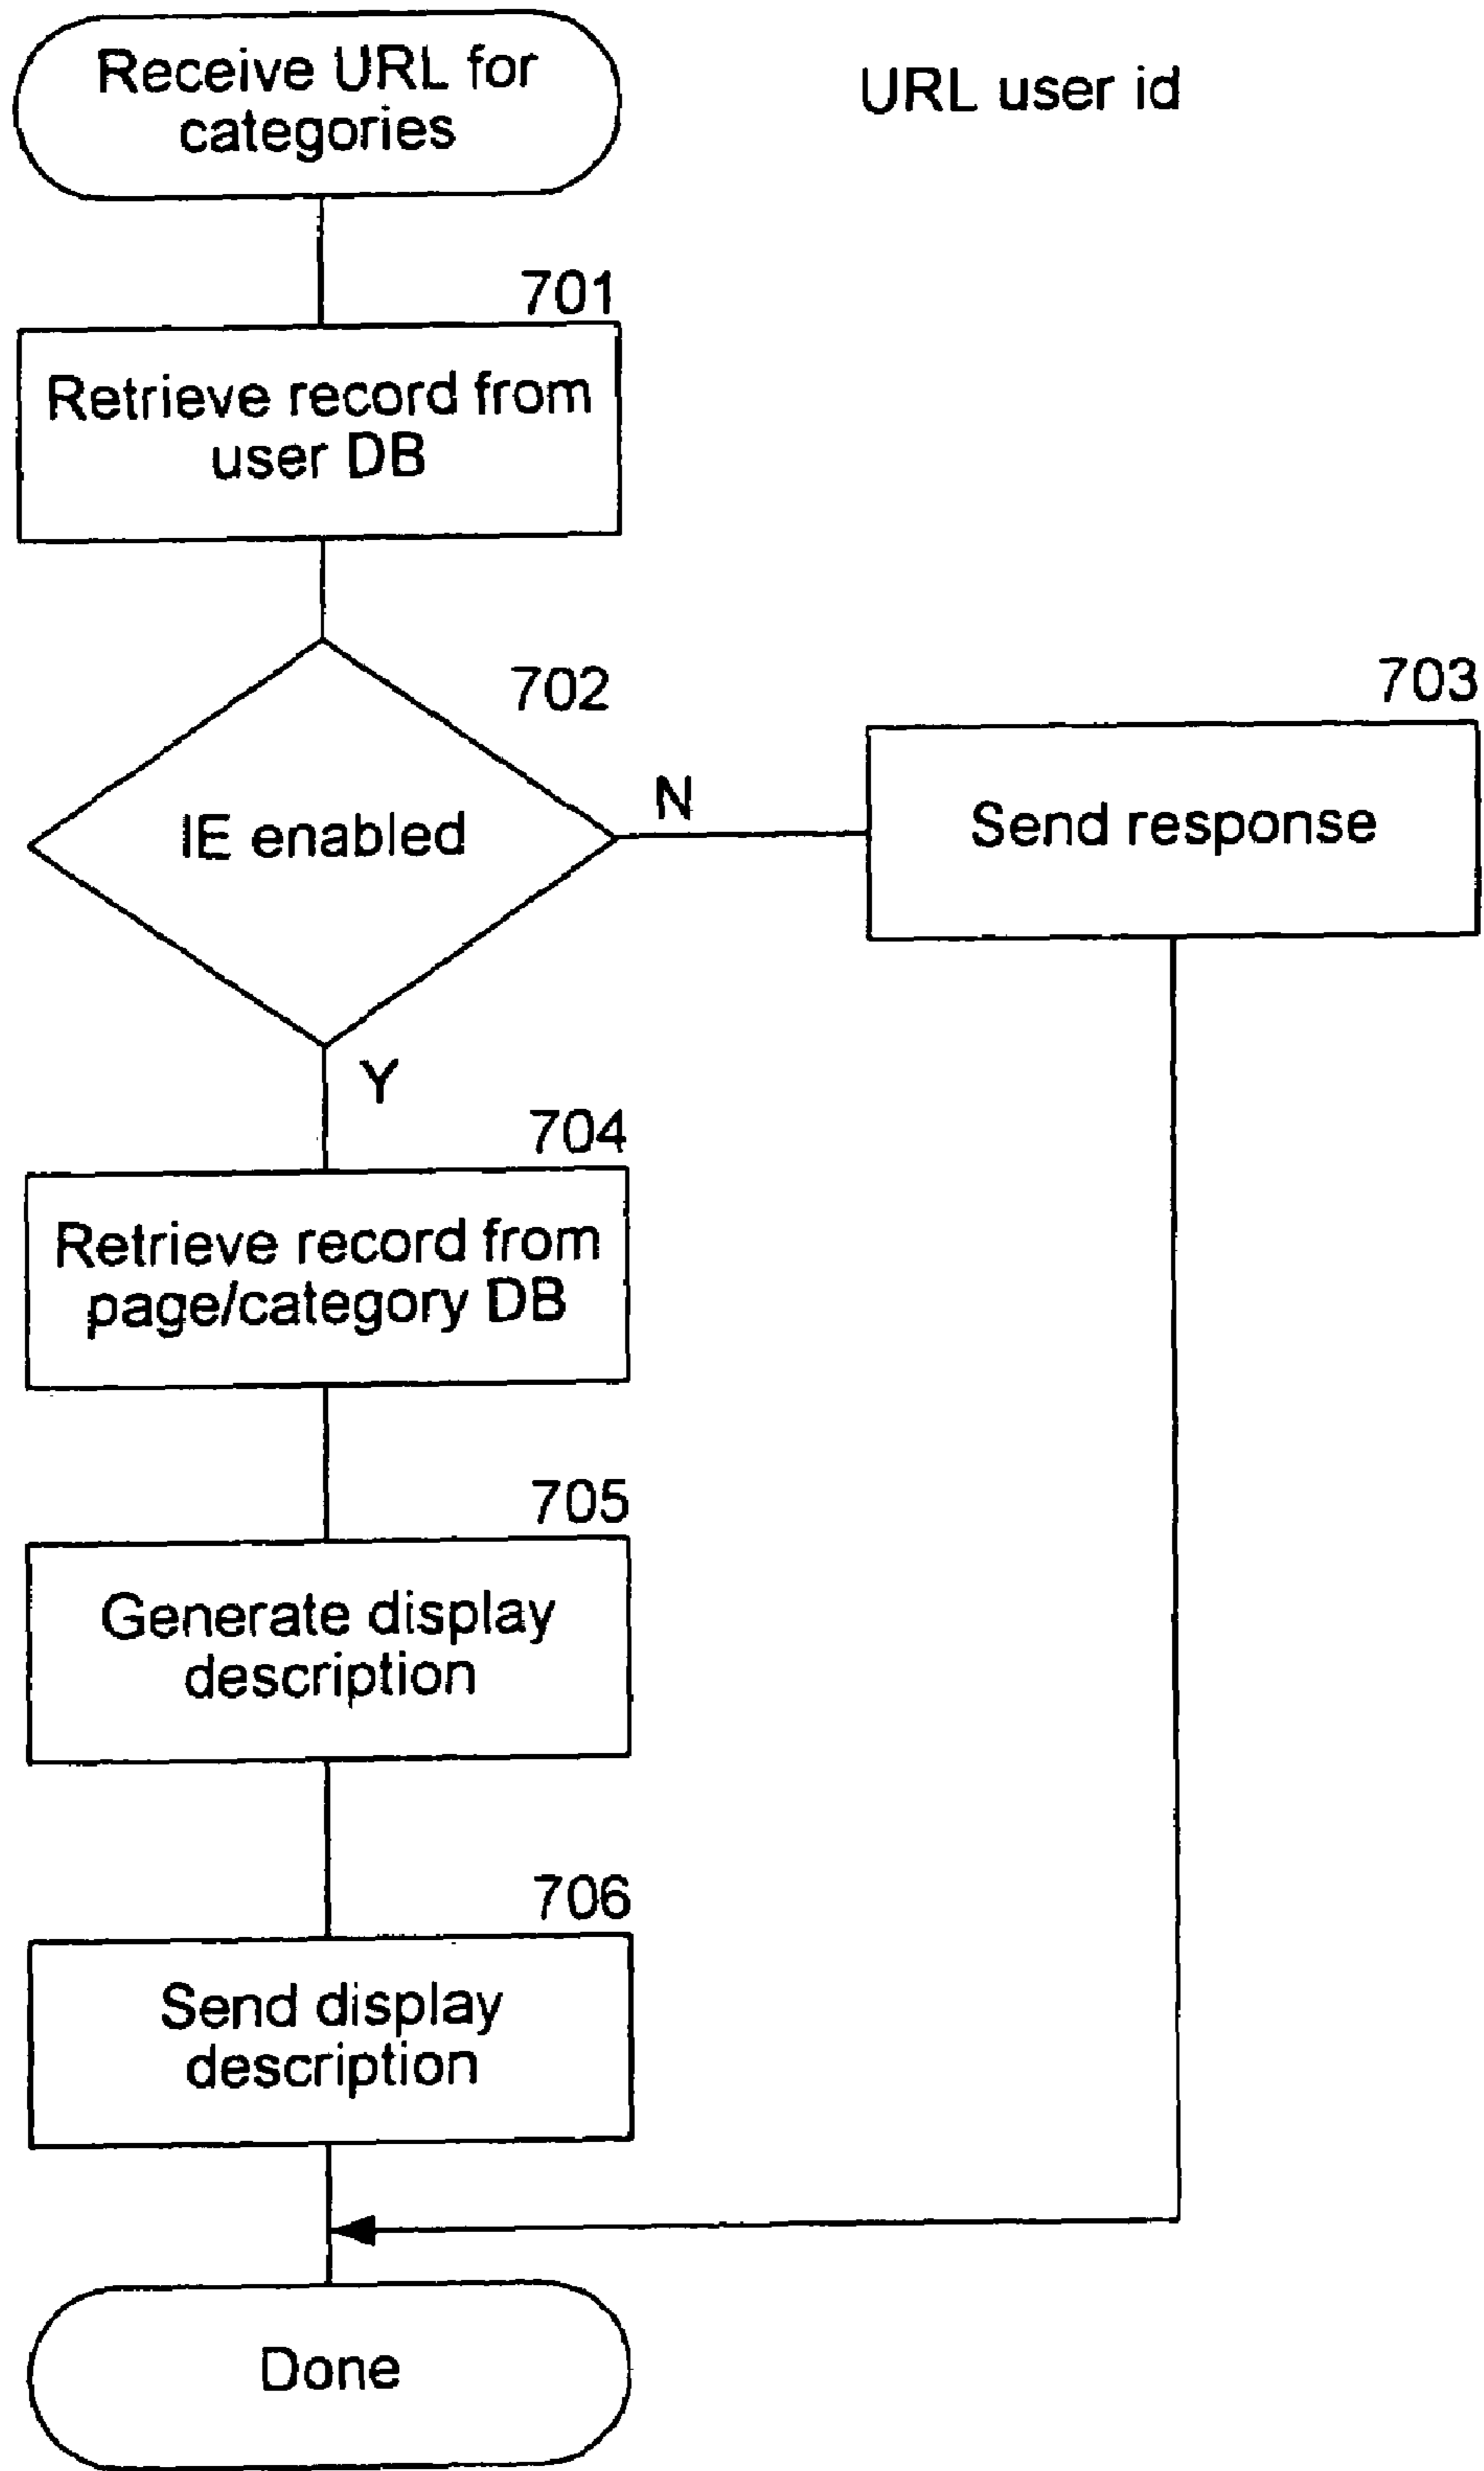 Receive URL for
categories
URL user id
701
Retrieve record from
user DB
702
IE enabled
N
703
Send response
Y
704
Retrieve record from
page/category DB
705
Generate display
description
706
Send display
description
Done